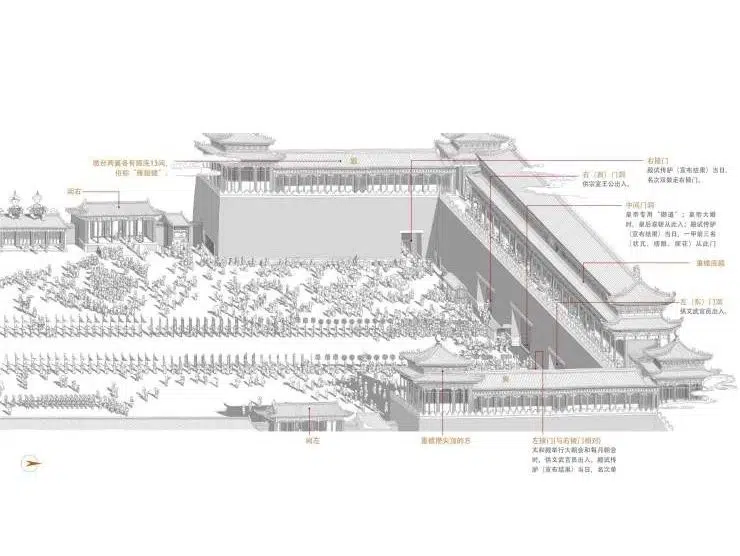 墩台两翼各有廊庑13间，
俗称“雁翅楼”。
阙右
右掖门
殿试传胪（宣布结果）当日，
名次双数走右掖门。
右（西）门洞
供宗室王公出入。
中间门洞
皇帝专用“御道”；皇帝大婚
时，皇后章轿从此入；殿试传胪
（宣布结果）当日，一甲前三名
（状元、榜眼、探花）从此门
重楼庑殿
左（东）门洞
供文武官员出入。
阙左
重檐攒尖顶的方
左掖门(与右掖门相对)
太和殿举行大朝会和每月朝会
时，供文武官员出入，殿试传
胪（宣布结果）当日，名次单